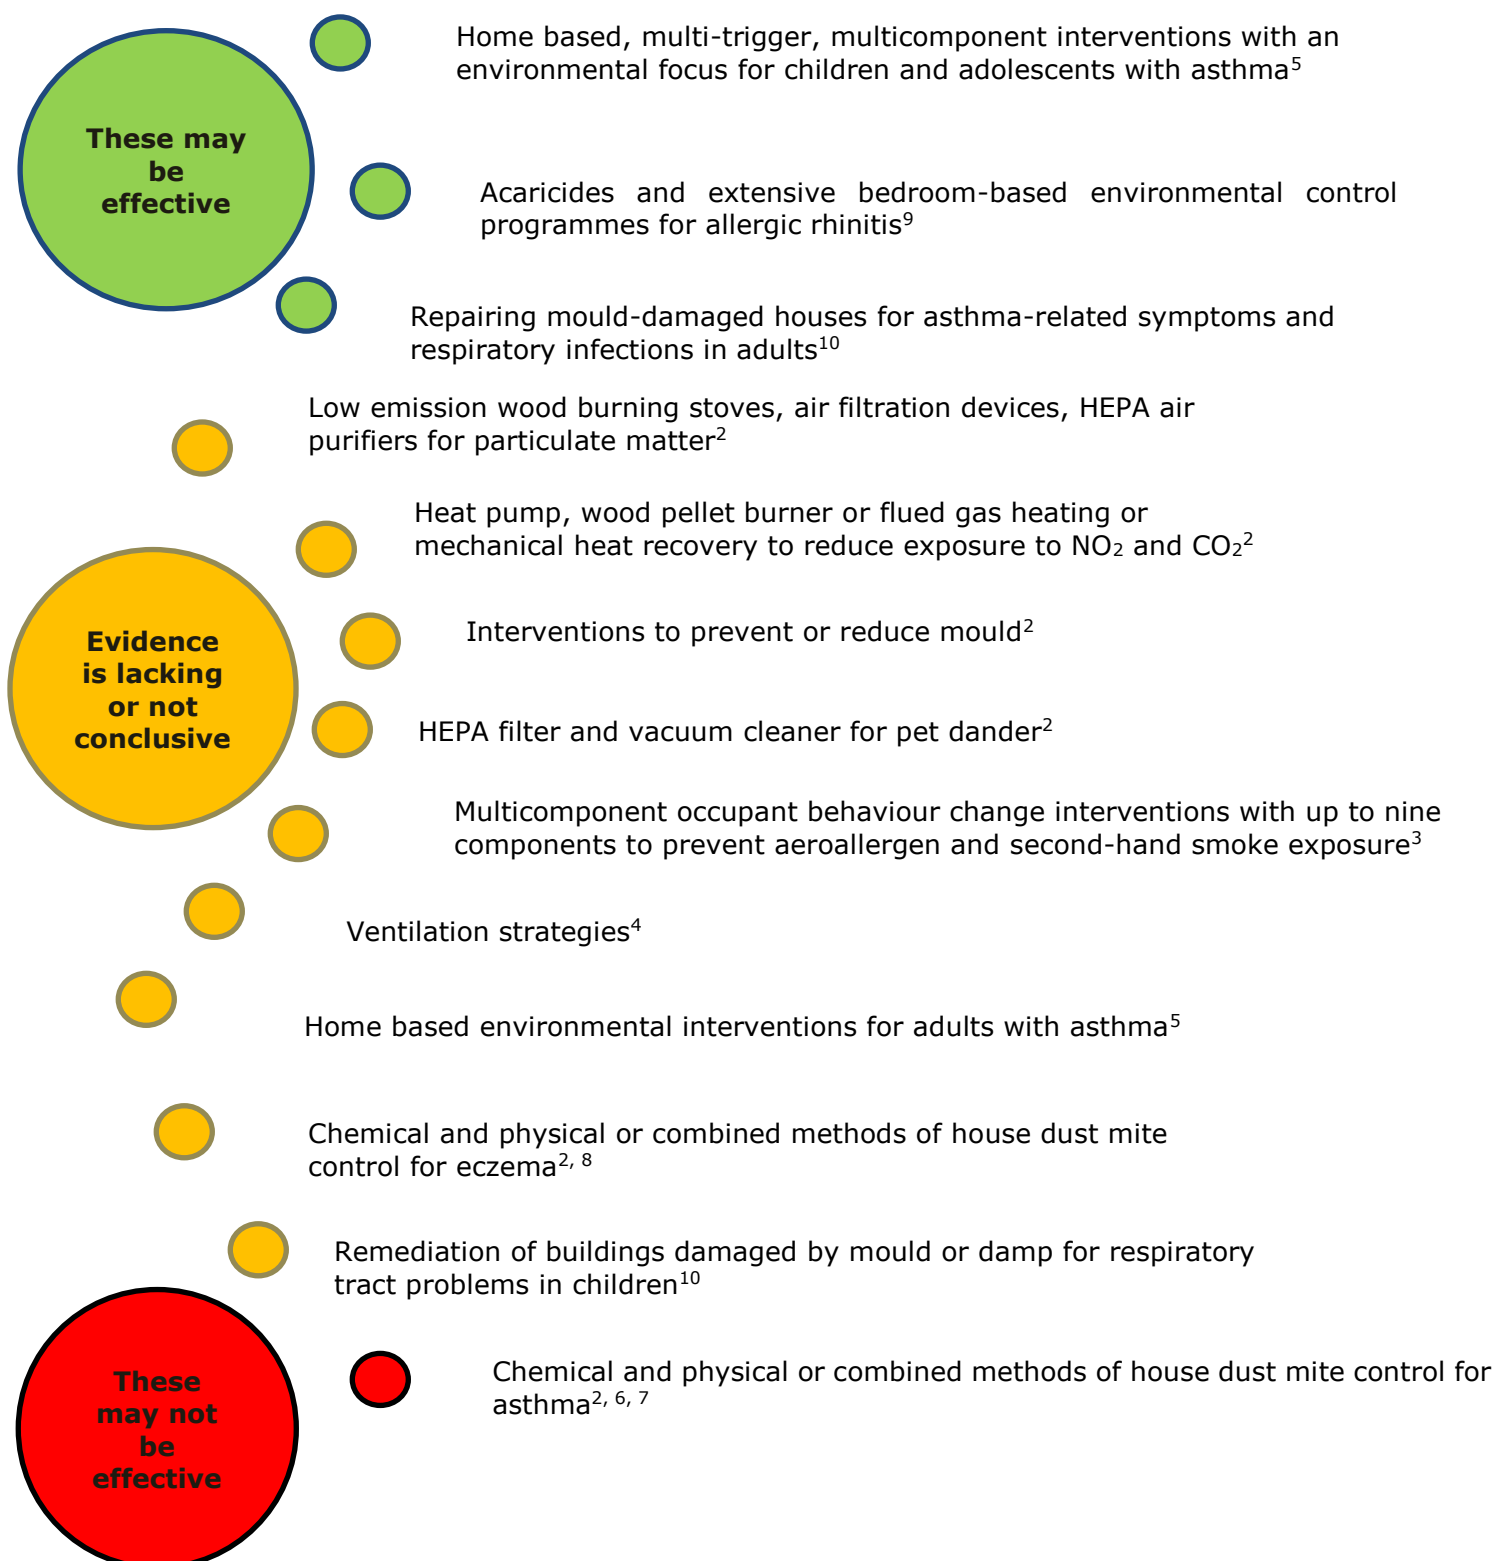 Home based, multi-trigger, multicomponent interventions with an
environmental focus for children and adolescents with asthma⁵
These may
be
effective
Acaricides and extensive bedroom-based environmental control
programmes for allergic rhinitis⁹
Repairing mould-damaged houses for asthma-related symptoms and
respiratory infections in adults¹⁰
Low emission wood burning stoves, air filtration devices, HEPA air
purifiers for particulate matter²
Heat pump, wood pellet burner or flued gas heating or
mechanical heat recovery to reduce exposure to NO₂ and CO₂²
Evidence
is lacking
or not
conclusive
Interventions to prevent or reduce mould²
HEPA filter and vacuum cleaner for pet dander²
Multicomponent occupant behaviour change interventions with up to nine
components to prevent aeroallergen and second-hand smoke exposure³
Ventilation strategies⁴
Home based environmental interventions for adults with asthma⁵
Chemical and physical or combined methods of house dust mite
control for eczema²˒ ⁸
Remediation of buildings damaged by mould or damp for respiratory
tract problems in children¹⁰
These
may not
be
effective
Chemical and physical or combined methods of house dust mite control for
asthma²˒ ⁶˒ ⁷